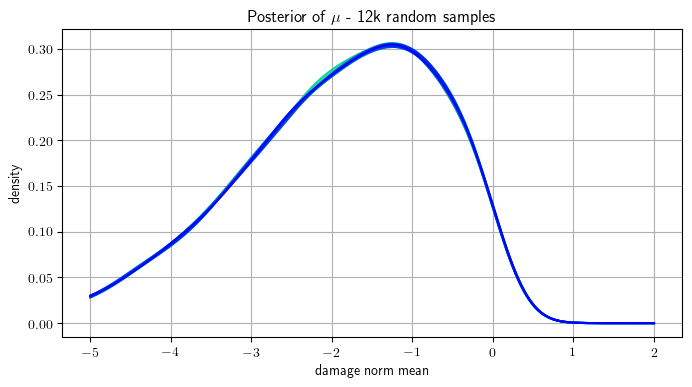 Posterior of μ - 12k random samples
density
0.30
0.25
0.20
0.15
0.10
0.05
0.00
−5 −4 −3 −2 −1 0 1 2
damage norm mean